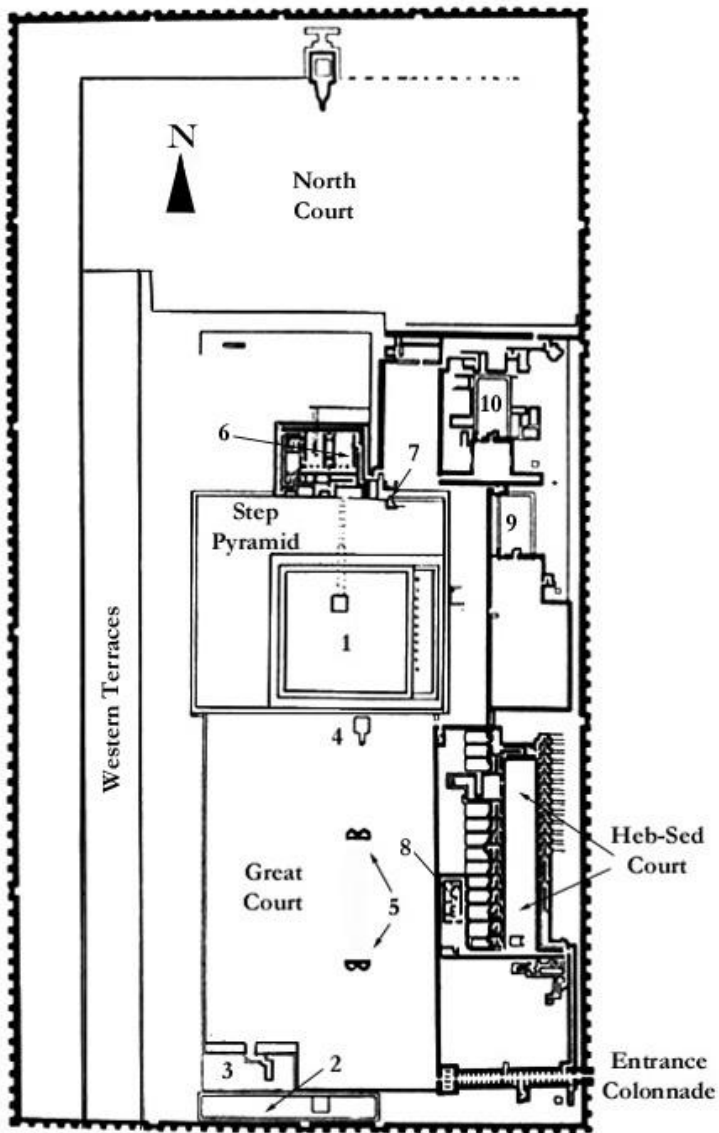 N
North
Court
10
6
7
Step
Pyramid
9
1
Western Terraces
4
Heb-Sed
Court
8
Great
Court
5
3
2
Entrance
Colonnade